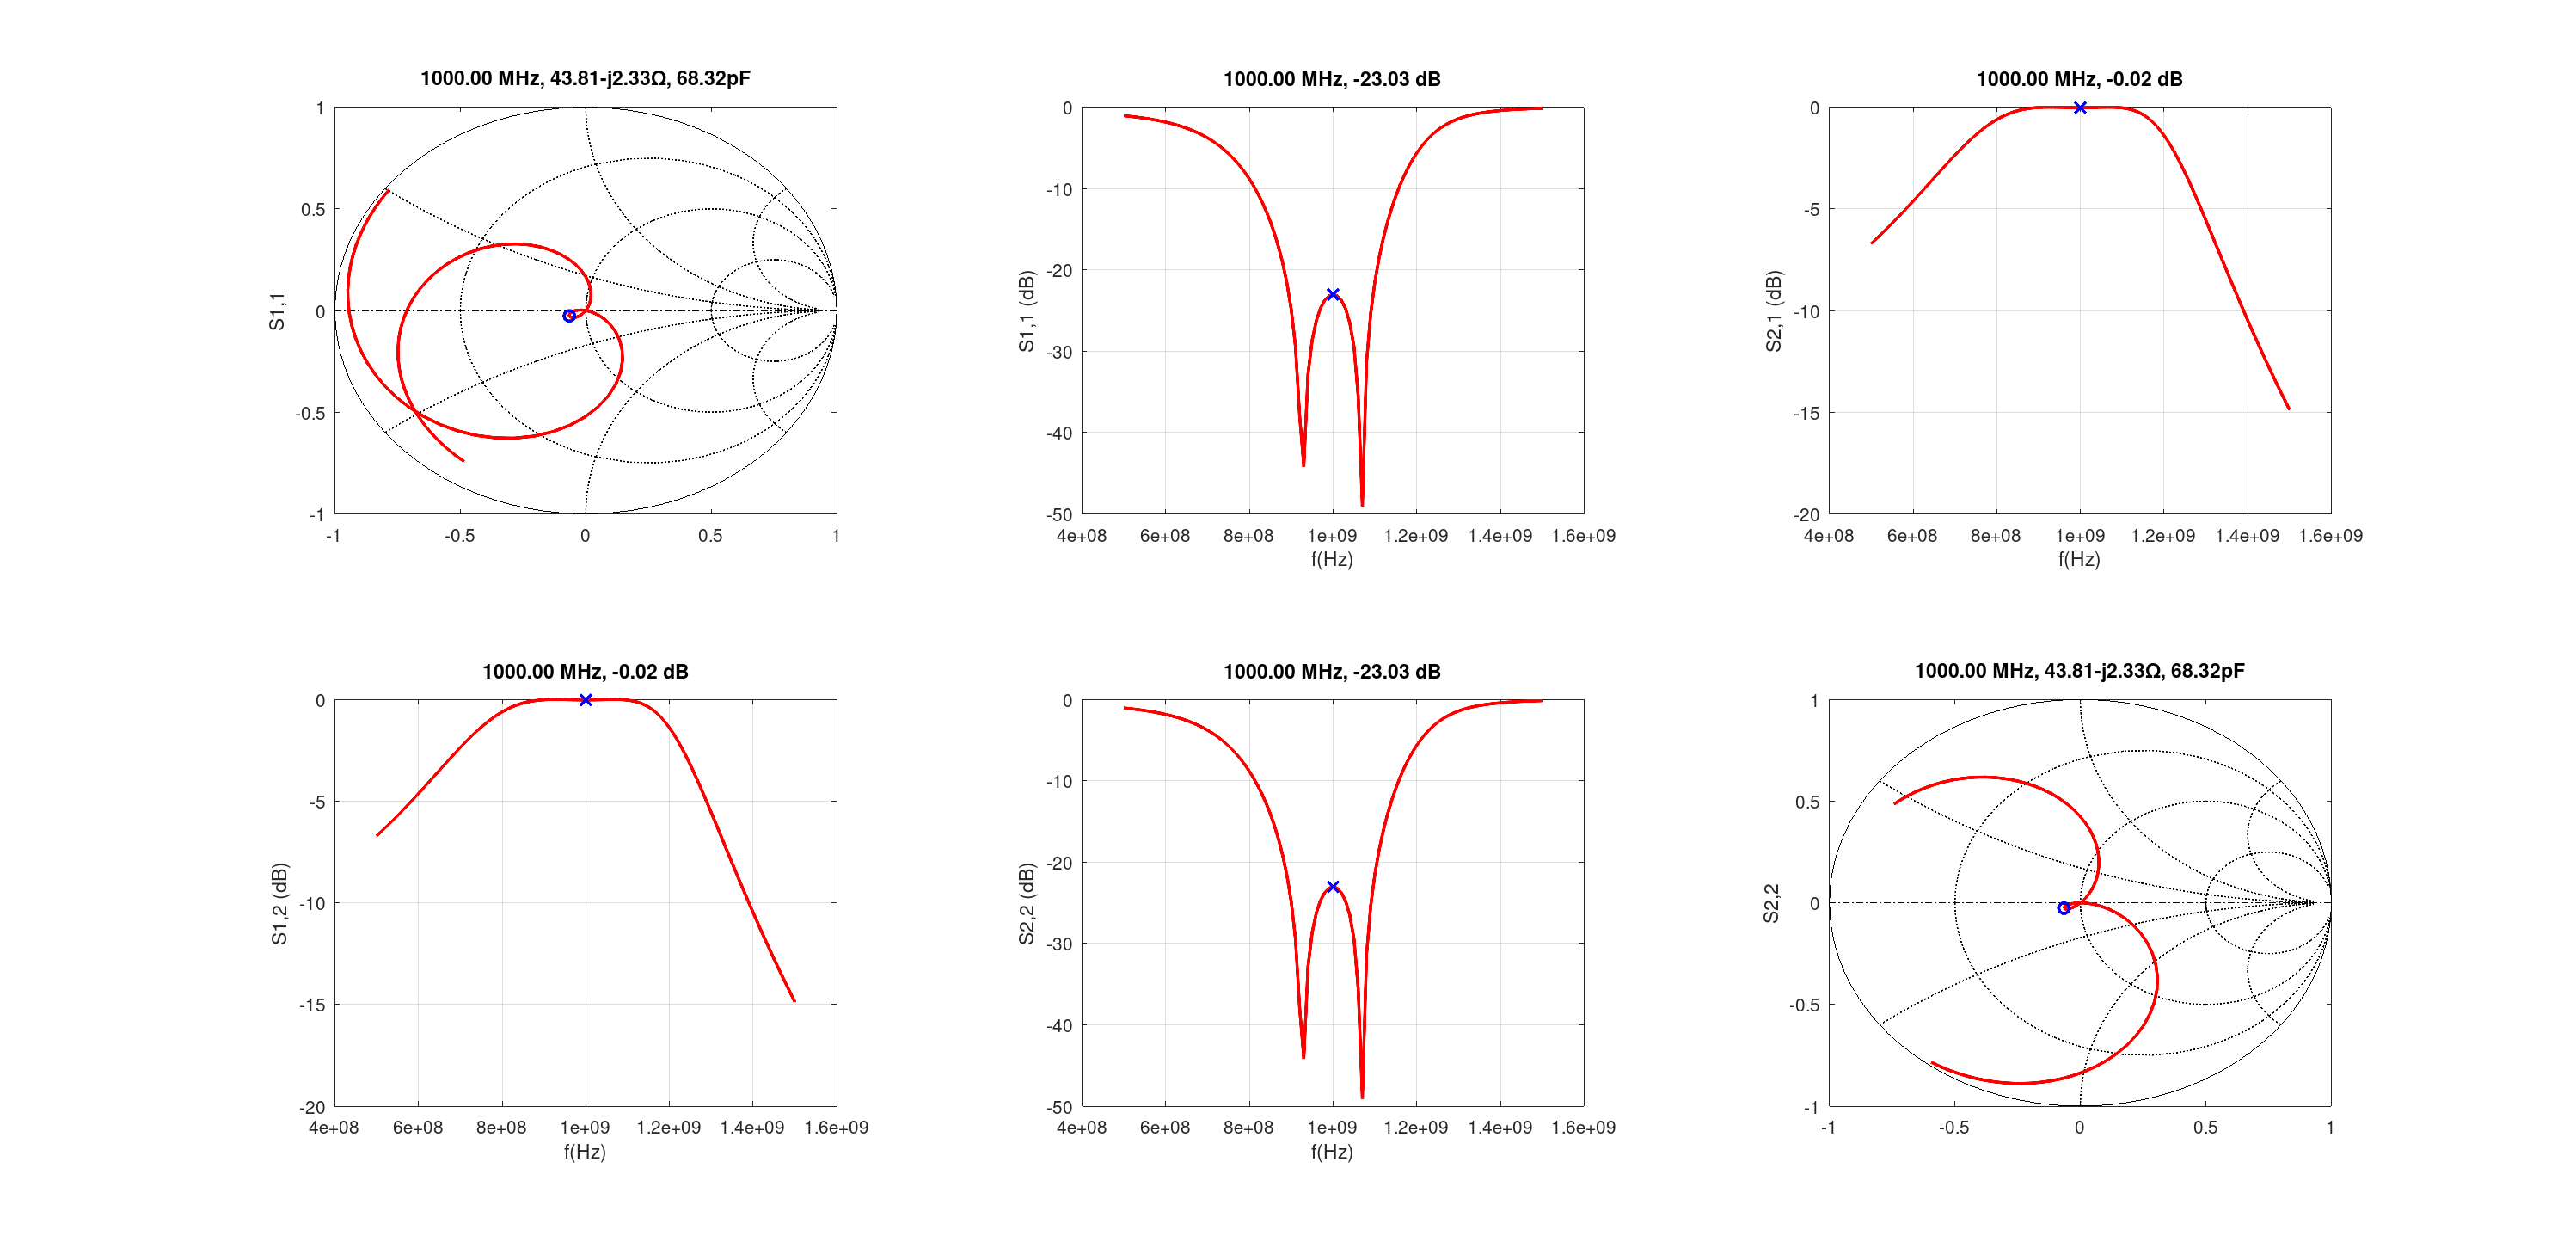 1000.00 MHz, 43.81-j2.33Ω, 68.32pF
1
0.5
0
-0.5
-1
S1,1
-1 -0.5 0 0.5 1
1000.00 MHz, -23.03 dB
0
-10
-20
-30
-40
-50
S1,1 (dB)
4e+08 6e+08 8e+08 1e+09 1.2e+09 1.4e+09 1.6e+09
f(Hz)
1000.00 MHz, -0.02 dB
0
-5
-10
-15
-20
S2,1 (dB)
4e+08 6e+08 8e+08 1e+09 1.2e+09 1.4e+09 1.6e+09
f(Hz)
1000.00 MHz, -0.02 dB
0
-5
-10
-15
-20
S1,2 (dB)
4e+08 6e+08 8e+08 1e+09 1.2e+09 1.4e+09 1.6e+09
f(Hz)
1000.00 MHz, -23.03 dB
0
-10
-20
-30
-40
-50
S2,2 (dB)
4e+08 6e+08 8e+08 1e+09 1.2e+09 1.4e+09 1.6e+09
f(Hz)
1000.00 MHz, 43.81-j2.33Ω, 68.32pF
1
0.5
0
-0.5
-1
S2,2
-1 -0.5 0 0.5 1